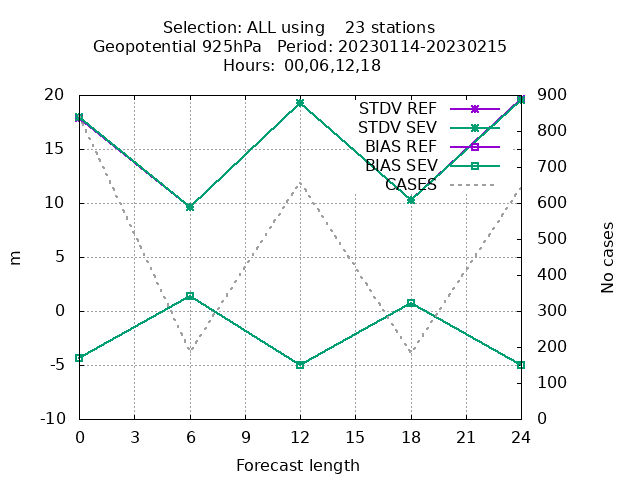 Selection: ALL using    23 stations
Geopotential 925hPa   Period: 20230114-20230215
Hours: 00,06,12,18
STDV REF
STDV SEV
BIAS REF
BIAS SEV
CASES
20
15
10
5
0
-5
-10
m
900
800
700
600
500
400
300
200
100
0
No cases
0 3 6 9 12 15 18 21 24
Forecast length